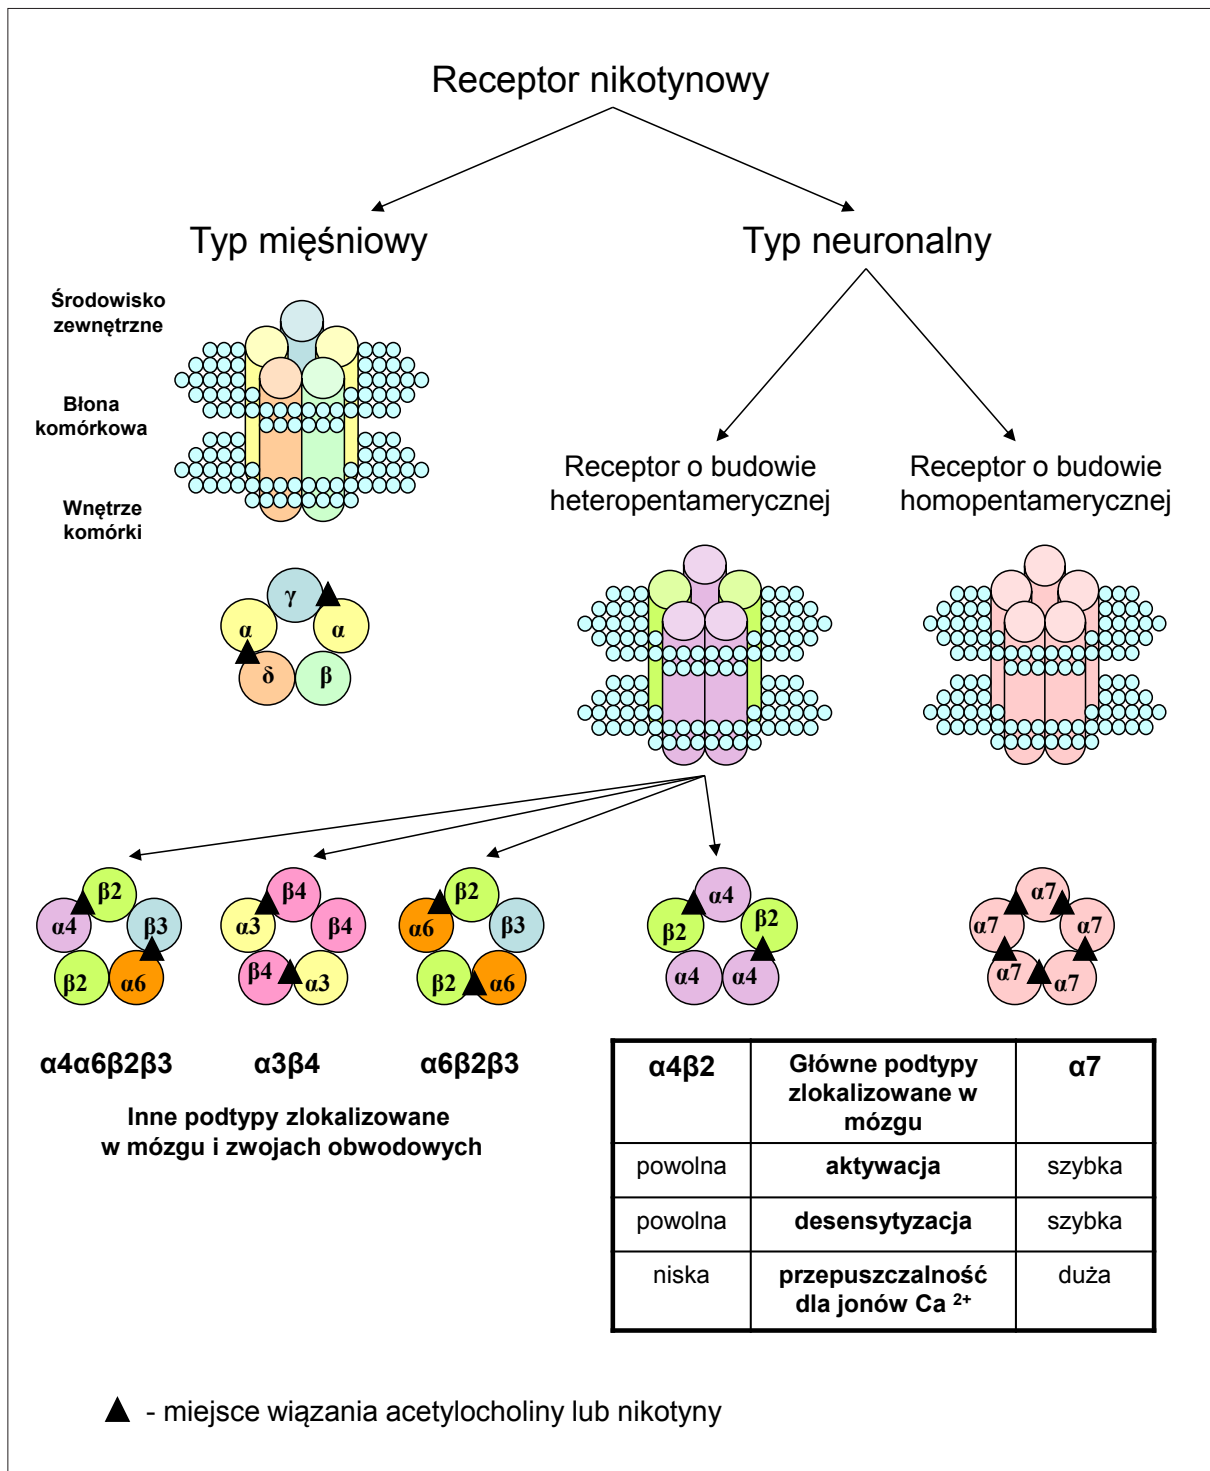 Receptor nikotynowy
Typ mięśniowy
Typ neuronalny
Środowisko
zewnętrzne
Błona
komórkowa
Wnętrze
komórki
Receptor o budowie
heteropentamerycznej
Receptor o budowie
homopentamerycznej
γ
α
α
δ
β
β2
α4
β3
β2
α6
β4
α3
β4
β4
α3
β2
α6
β3
β2
α6
α4
β2
β2
α4
α4
α7
α7
α7
α7
α7
α4α6β2β3
α3β4
α6β2β3
Inne podtypy zlokalizowane
w mózgu i zwojach obwodowych
α4β2
Główne podtypy
zlokalizowane w
mózgu
α7
powolna
aktywacja
szybka
powolna
desensytyzacja
szybka
niska
przepuszczalność
dla jonów Ca ²⁺
duża
- miejsce wiązania acetylocholiny lub nikotyny